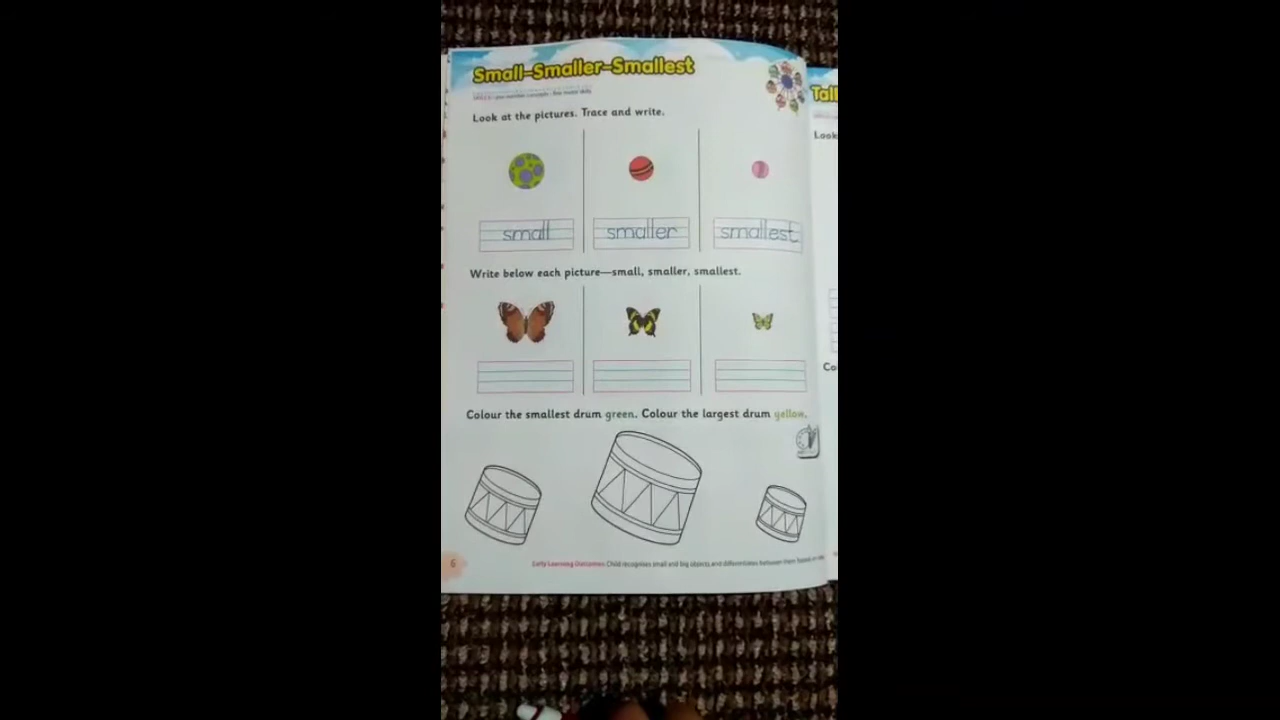 Small–Smaller–Smallest
Tall
Look at the pictures. Trace and write.
Look
small smaller smallest
Write below each picture—small, smaller, smallest.
Co
Colour the smallest drum green. Colour the largest drum yellow.
6
Early Learning Outcomes: Child recognises small and big objects and differentiates between them